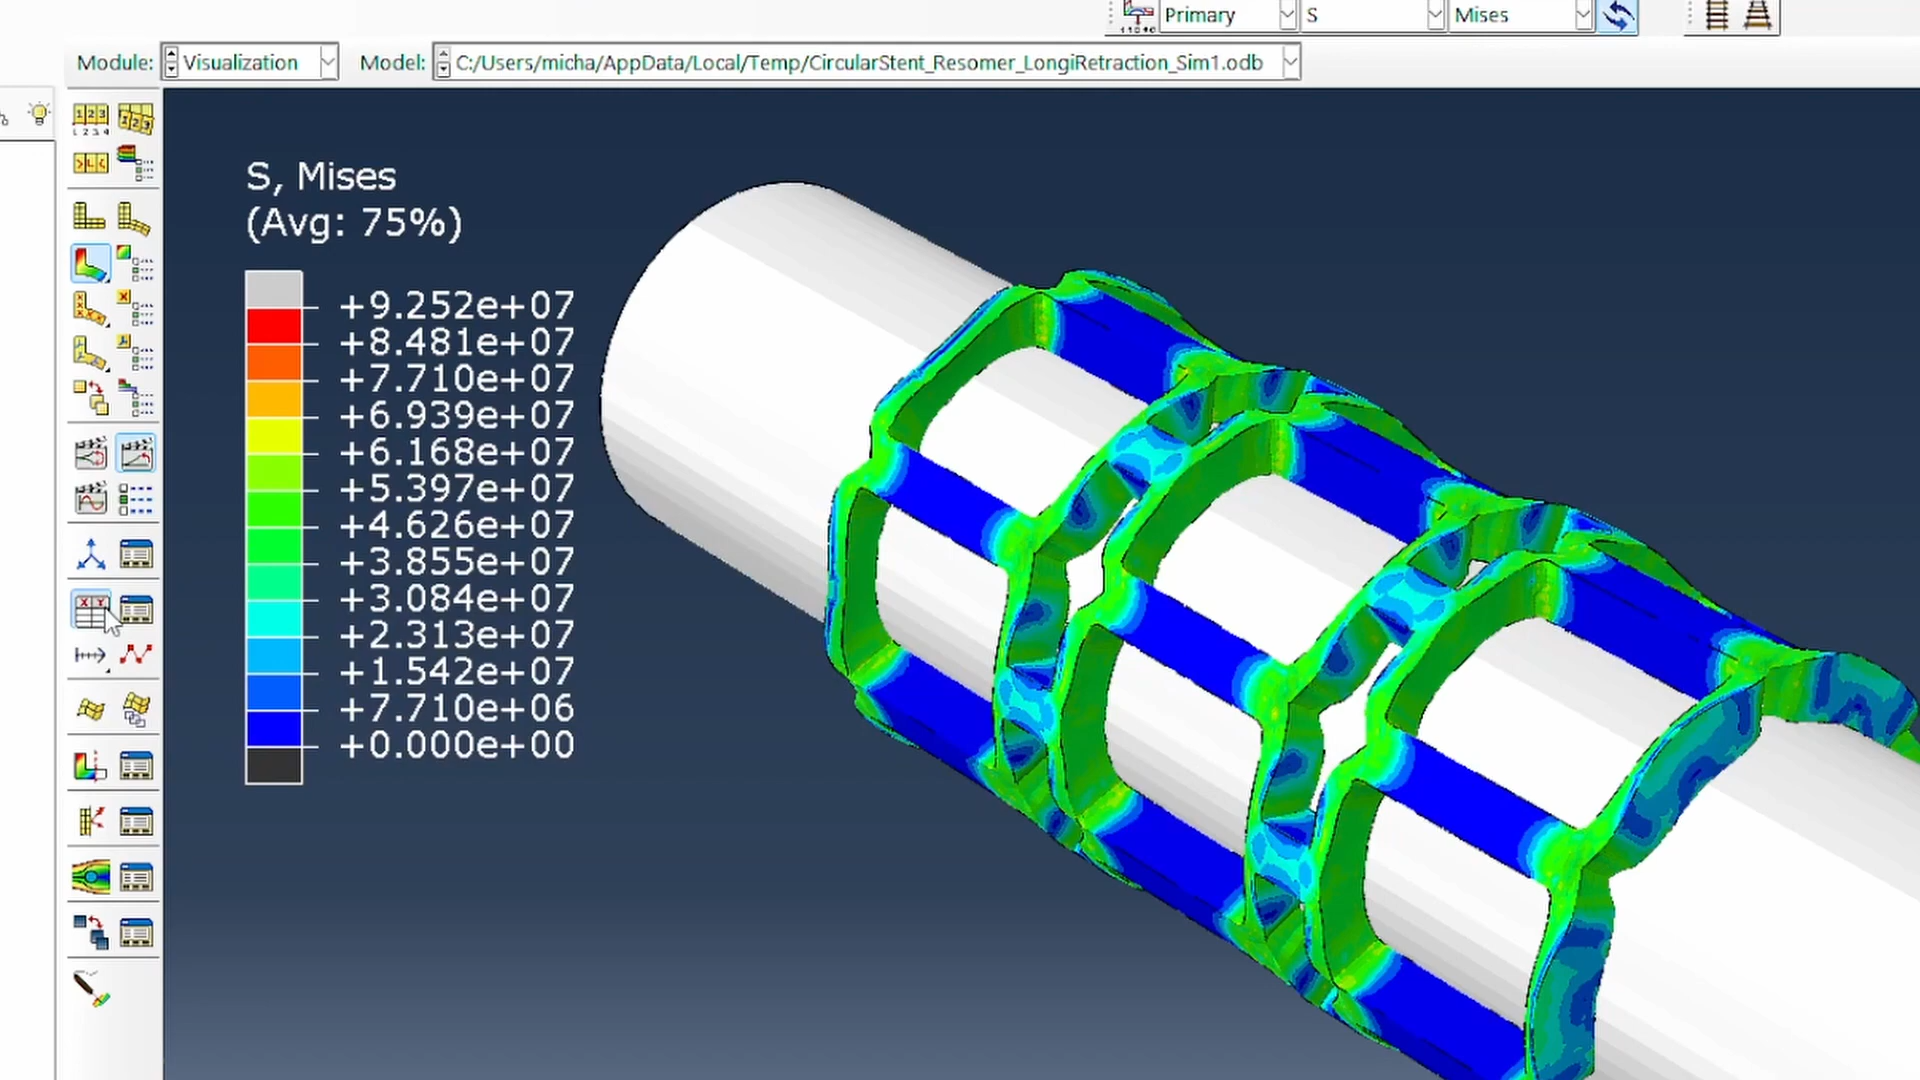 Primary S Mises
Module: Visualization Model: C:/Users/micha/AppData/Local/Temp/CircularStent_Resomer_LongiRetraction_Sim1.odb
S, Mises
(Avg: 75%)
+9.252e+07
+8.481e+07
+7.710e+07
+6.939e+07
+6.168e+07
+5.397e+07
+4.626e+07
+3.855e+07
+3.084e+07
+2.313e+07
+1.542e+07
+7.710e+06
+0.000e+00